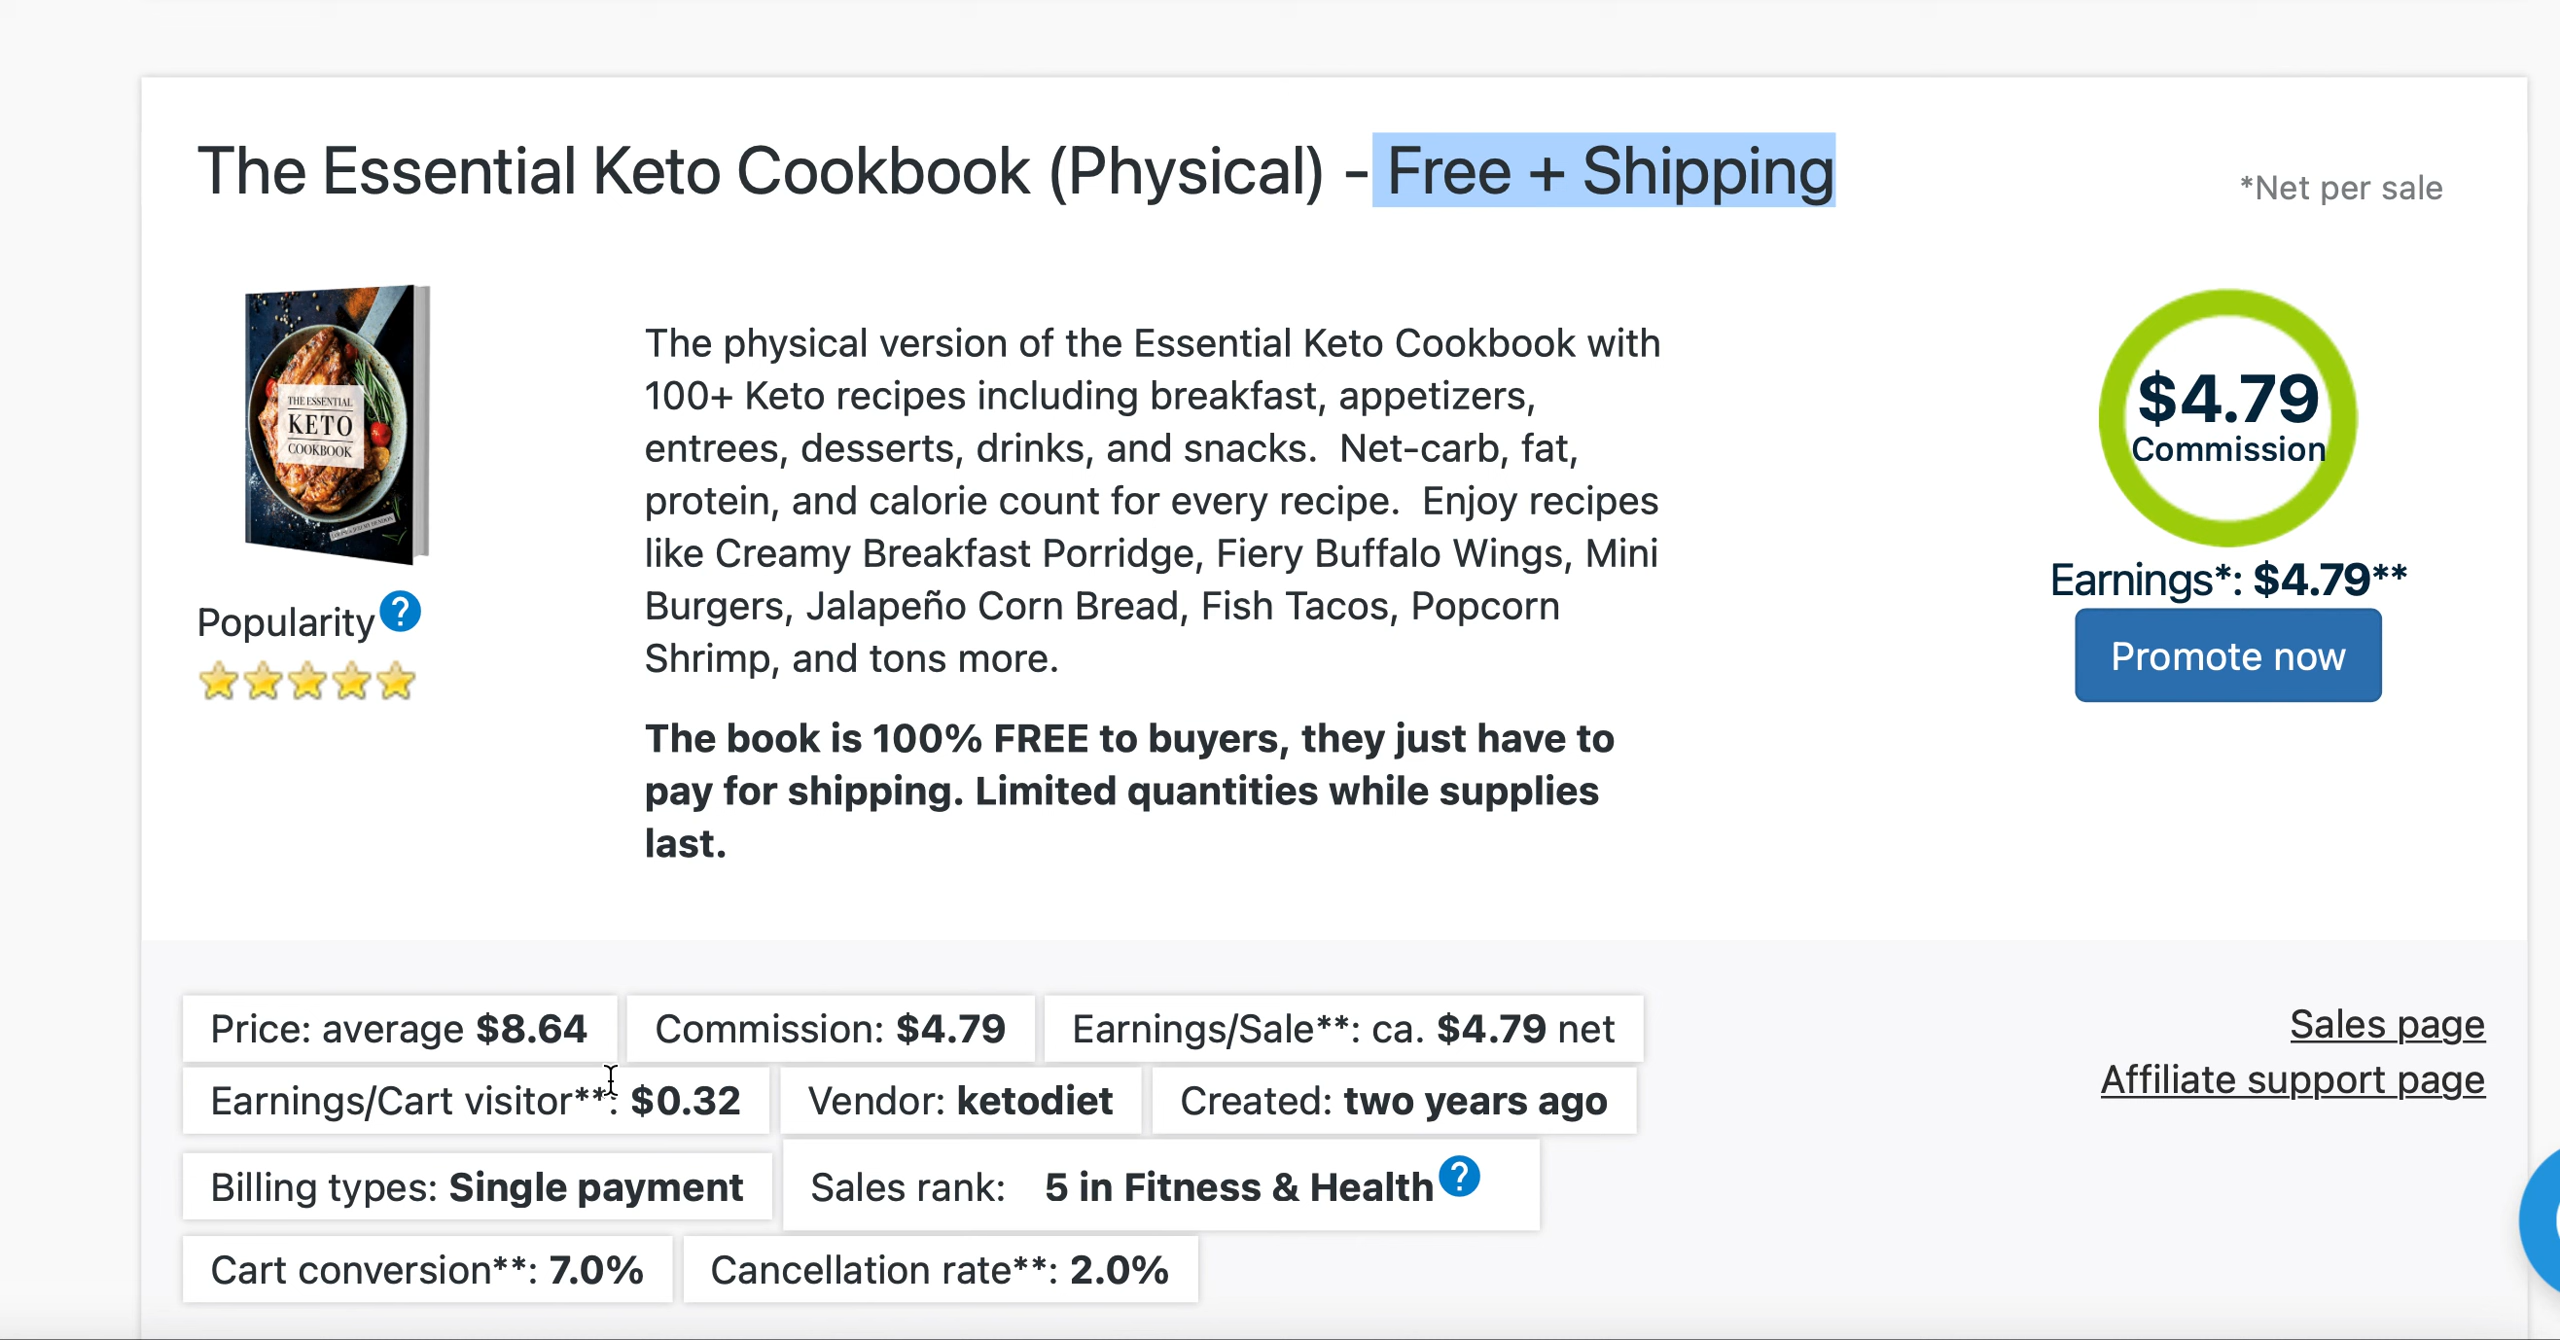 The Essential Keto Cookbook (Physical) - Free + Shipping
*Net per sale
THE ESSENTIAL
KETO
COOKBOOK
Popularity ?
The physical version of the Essential Keto Cookbook with
100+ Keto recipes including breakfast, appetizers,
entrees, desserts, drinks, and snacks.  Net-carb, fat,
protein, and calorie count for every recipe.  Enjoy recipes
like Creamy Breakfast Porridge, Fiery Buffalo Wings, Mini
Burgers, Jalapeño Corn Bread, Fish Tacos, Popcorn
Shrimp, and tons more.
The book is 100% FREE to buyers, they just have to
pay for shipping. Limited quantities while supplies
last.
$4.79
Commission
Earnings*: $4.79**
Promote now
Price: average $8.64
Commission: $4.79
Earnings/Sale**: ca. $4.79 net
Earnings/Cart visitor**: $0.32
Vendor: ketodiet
Created: two years ago
Billing types: Single payment
Sales rank: 5 in Fitness & Health ?
Cart conversion**: 7.0%
Cancellation rate**: 2.0%
Sales page
Affiliate support page